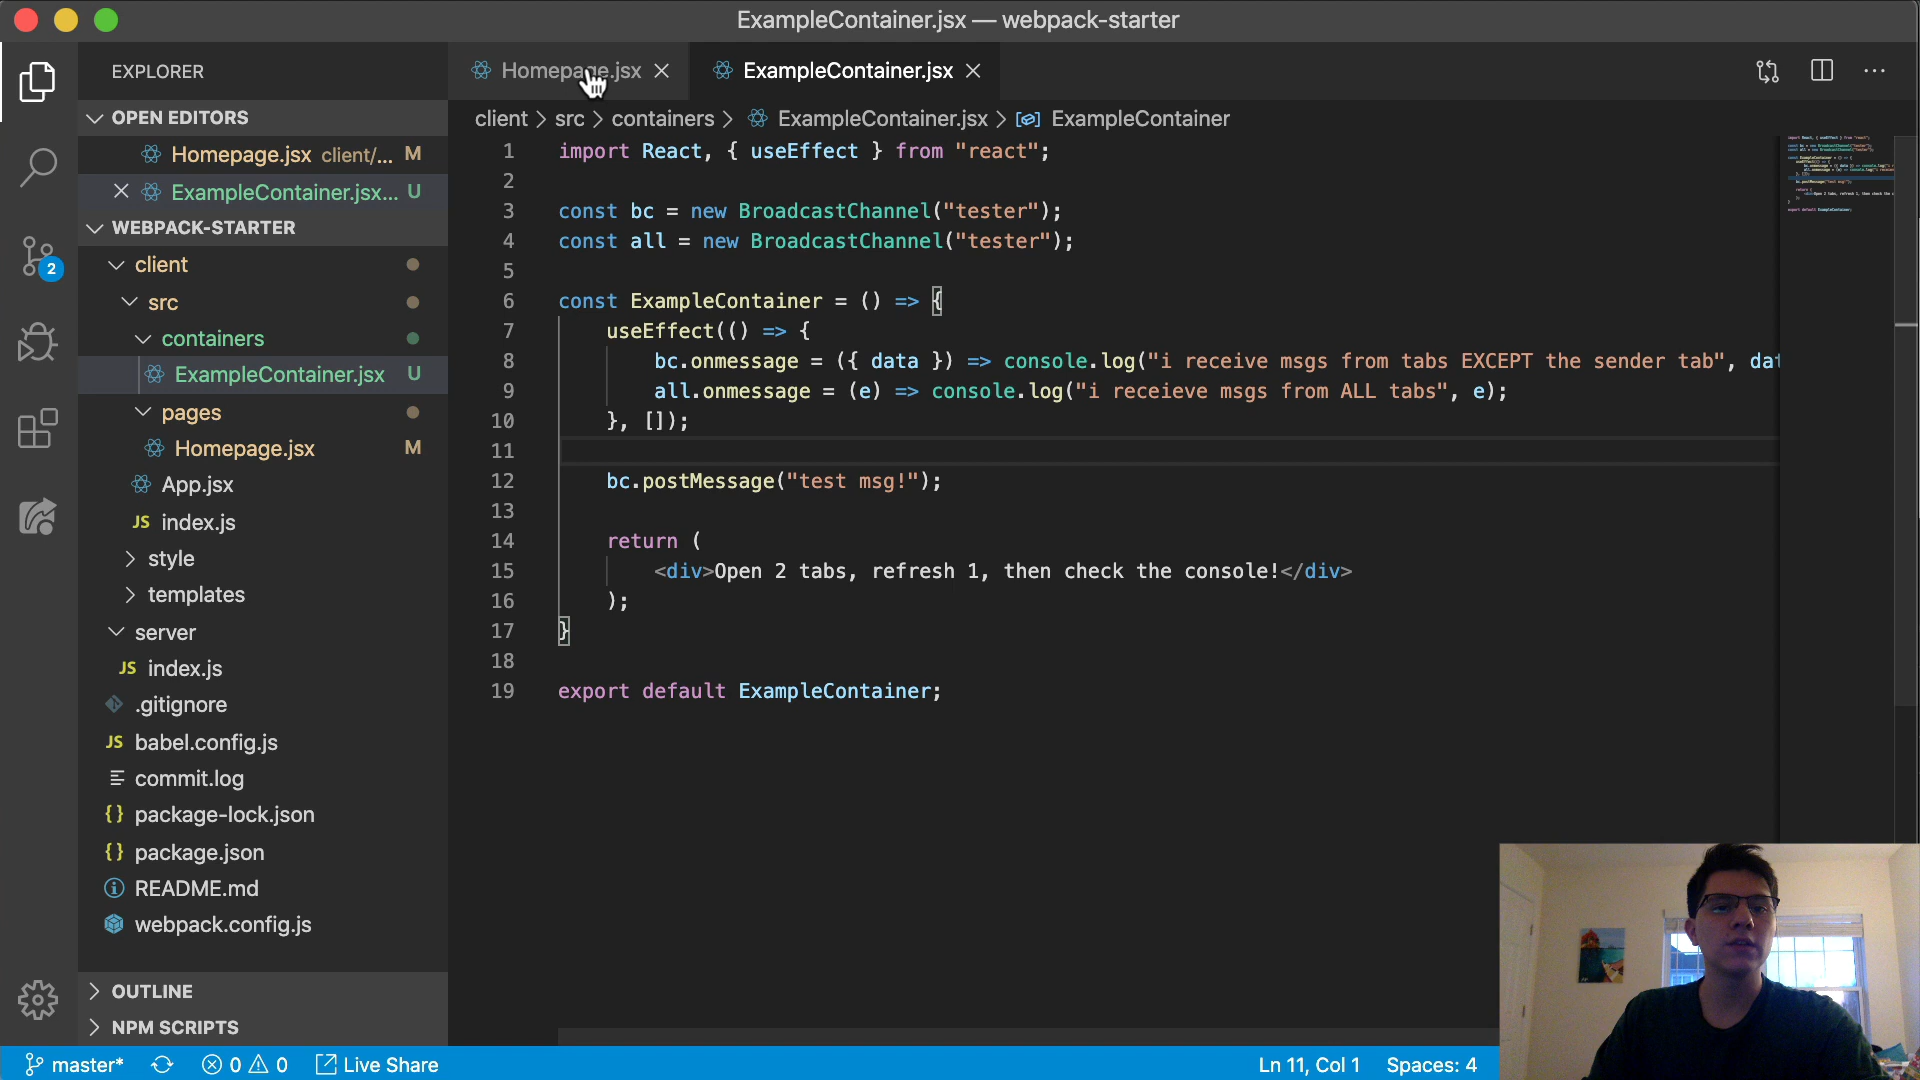 ExampleContainer.jsx — webpack-starter
EXPLORER
OPEN EDITORS
Homepage.jsx client/... M
ExampleContainer.jsx... U
WEBPACK-STARTER
client
src
containers
ExampleContainer.jsx U
pages
Homepage.jsx M
App.jsx
JS index.js
style
templates
server
JS index.js
.gitignore
JS babel.config.js
commit.log
{} package-lock.json
{} package.json
README.md
webpack.config.js
OUTLINE
NPM SCRIPTS
2
Homepage.jsx
ExampleContainer.jsx
client > src > containers > ExampleContainer.jsx > ExampleContainer
1 import React, { useEffect } from "react";
2
3 const bc = new BroadcastChannel("tester");
4 const all = new BroadcastChannel("tester");
5
6 const ExampleContainer = () => {
7 useEffect(() => {
8 bc.onmessage = ({ data }) => console.log("i receive msgs from tabs EXCEPT the sender tab", dat
9 all.onmessage = (e) => console.log("i receieve msgs from ALL tabs", e);
10 }, []);
11
12 bc.postMessage("test msg!");
13
14 return (
15 <div>Open 2 tabs, refresh 1, then check the console!</div>
16 );
17 }
18
19 export default ExampleContainer;
master* 0 0 Live Share
Ln 11, Col 1 Spaces: 4